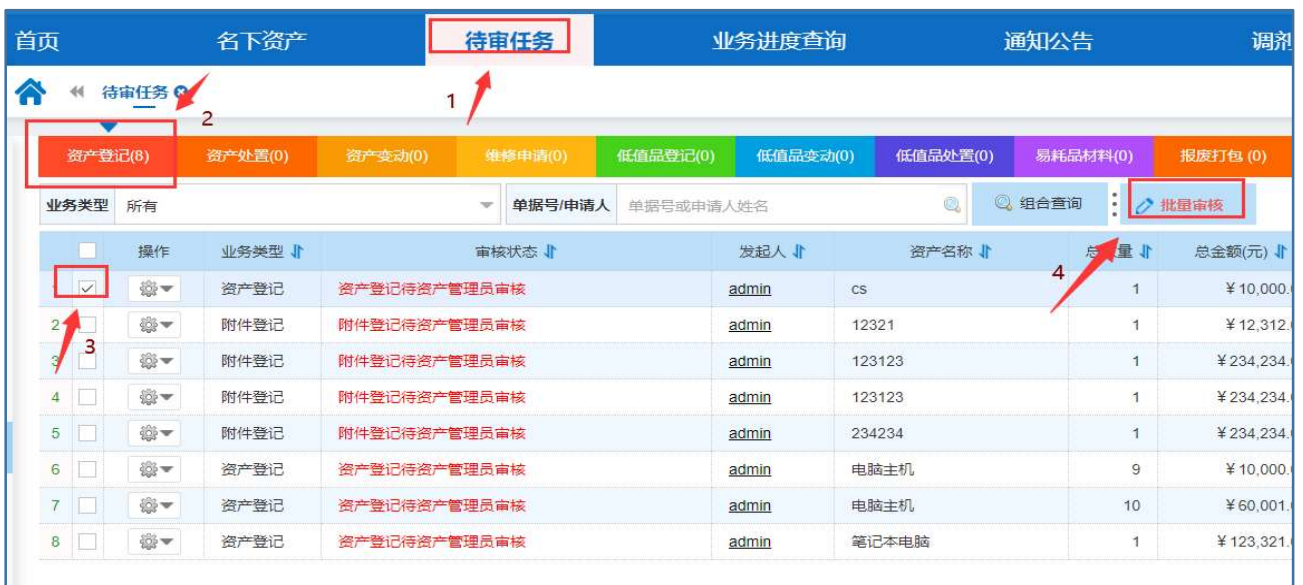 首页 名下资产 待审任务 业务进度查询 通知公告 调剂
待审任务
1
2
资产登记(8) 资产处置(0) 资产变动(0) 维修申请(0) 低值品登记(0) 低值品变动(0) 低值品处置(0) 易耗品材料(0) 报废打包 (0)
业务类型 所有 单据号/申请人 单据号或申请人姓名 组合查询 批量审核
操作 业务类型 审核状态 发起人 资产名称 总 量 总金额(元)
4
资产登记 资产登记待资产管理员审核 admin cs 1 ¥10,000.
2 附件登记 附件登记待资产管理员审核 admin 12321 1 ¥12,312.
3
3 附件登记 附件登记待资产管理员审核 admin 123123 1 ¥234,234.
4 附件登记 附件登记待资产管理员审核 admin 123123 1 ¥234,234.
5 附件登记 附件登记待资产管理员审核 admin 234234 1 ¥234,234.
6 资产登记 资产登记待资产管理员审核 admin 电脑主机 9 ¥10,000.
7 资产登记 资产登记待资产管理员审核 admin 电脑主机 10 ¥60,001.
8 资产登记 资产登记待资产管理员审核 admin 笔记本电脑 1 ¥123,321.